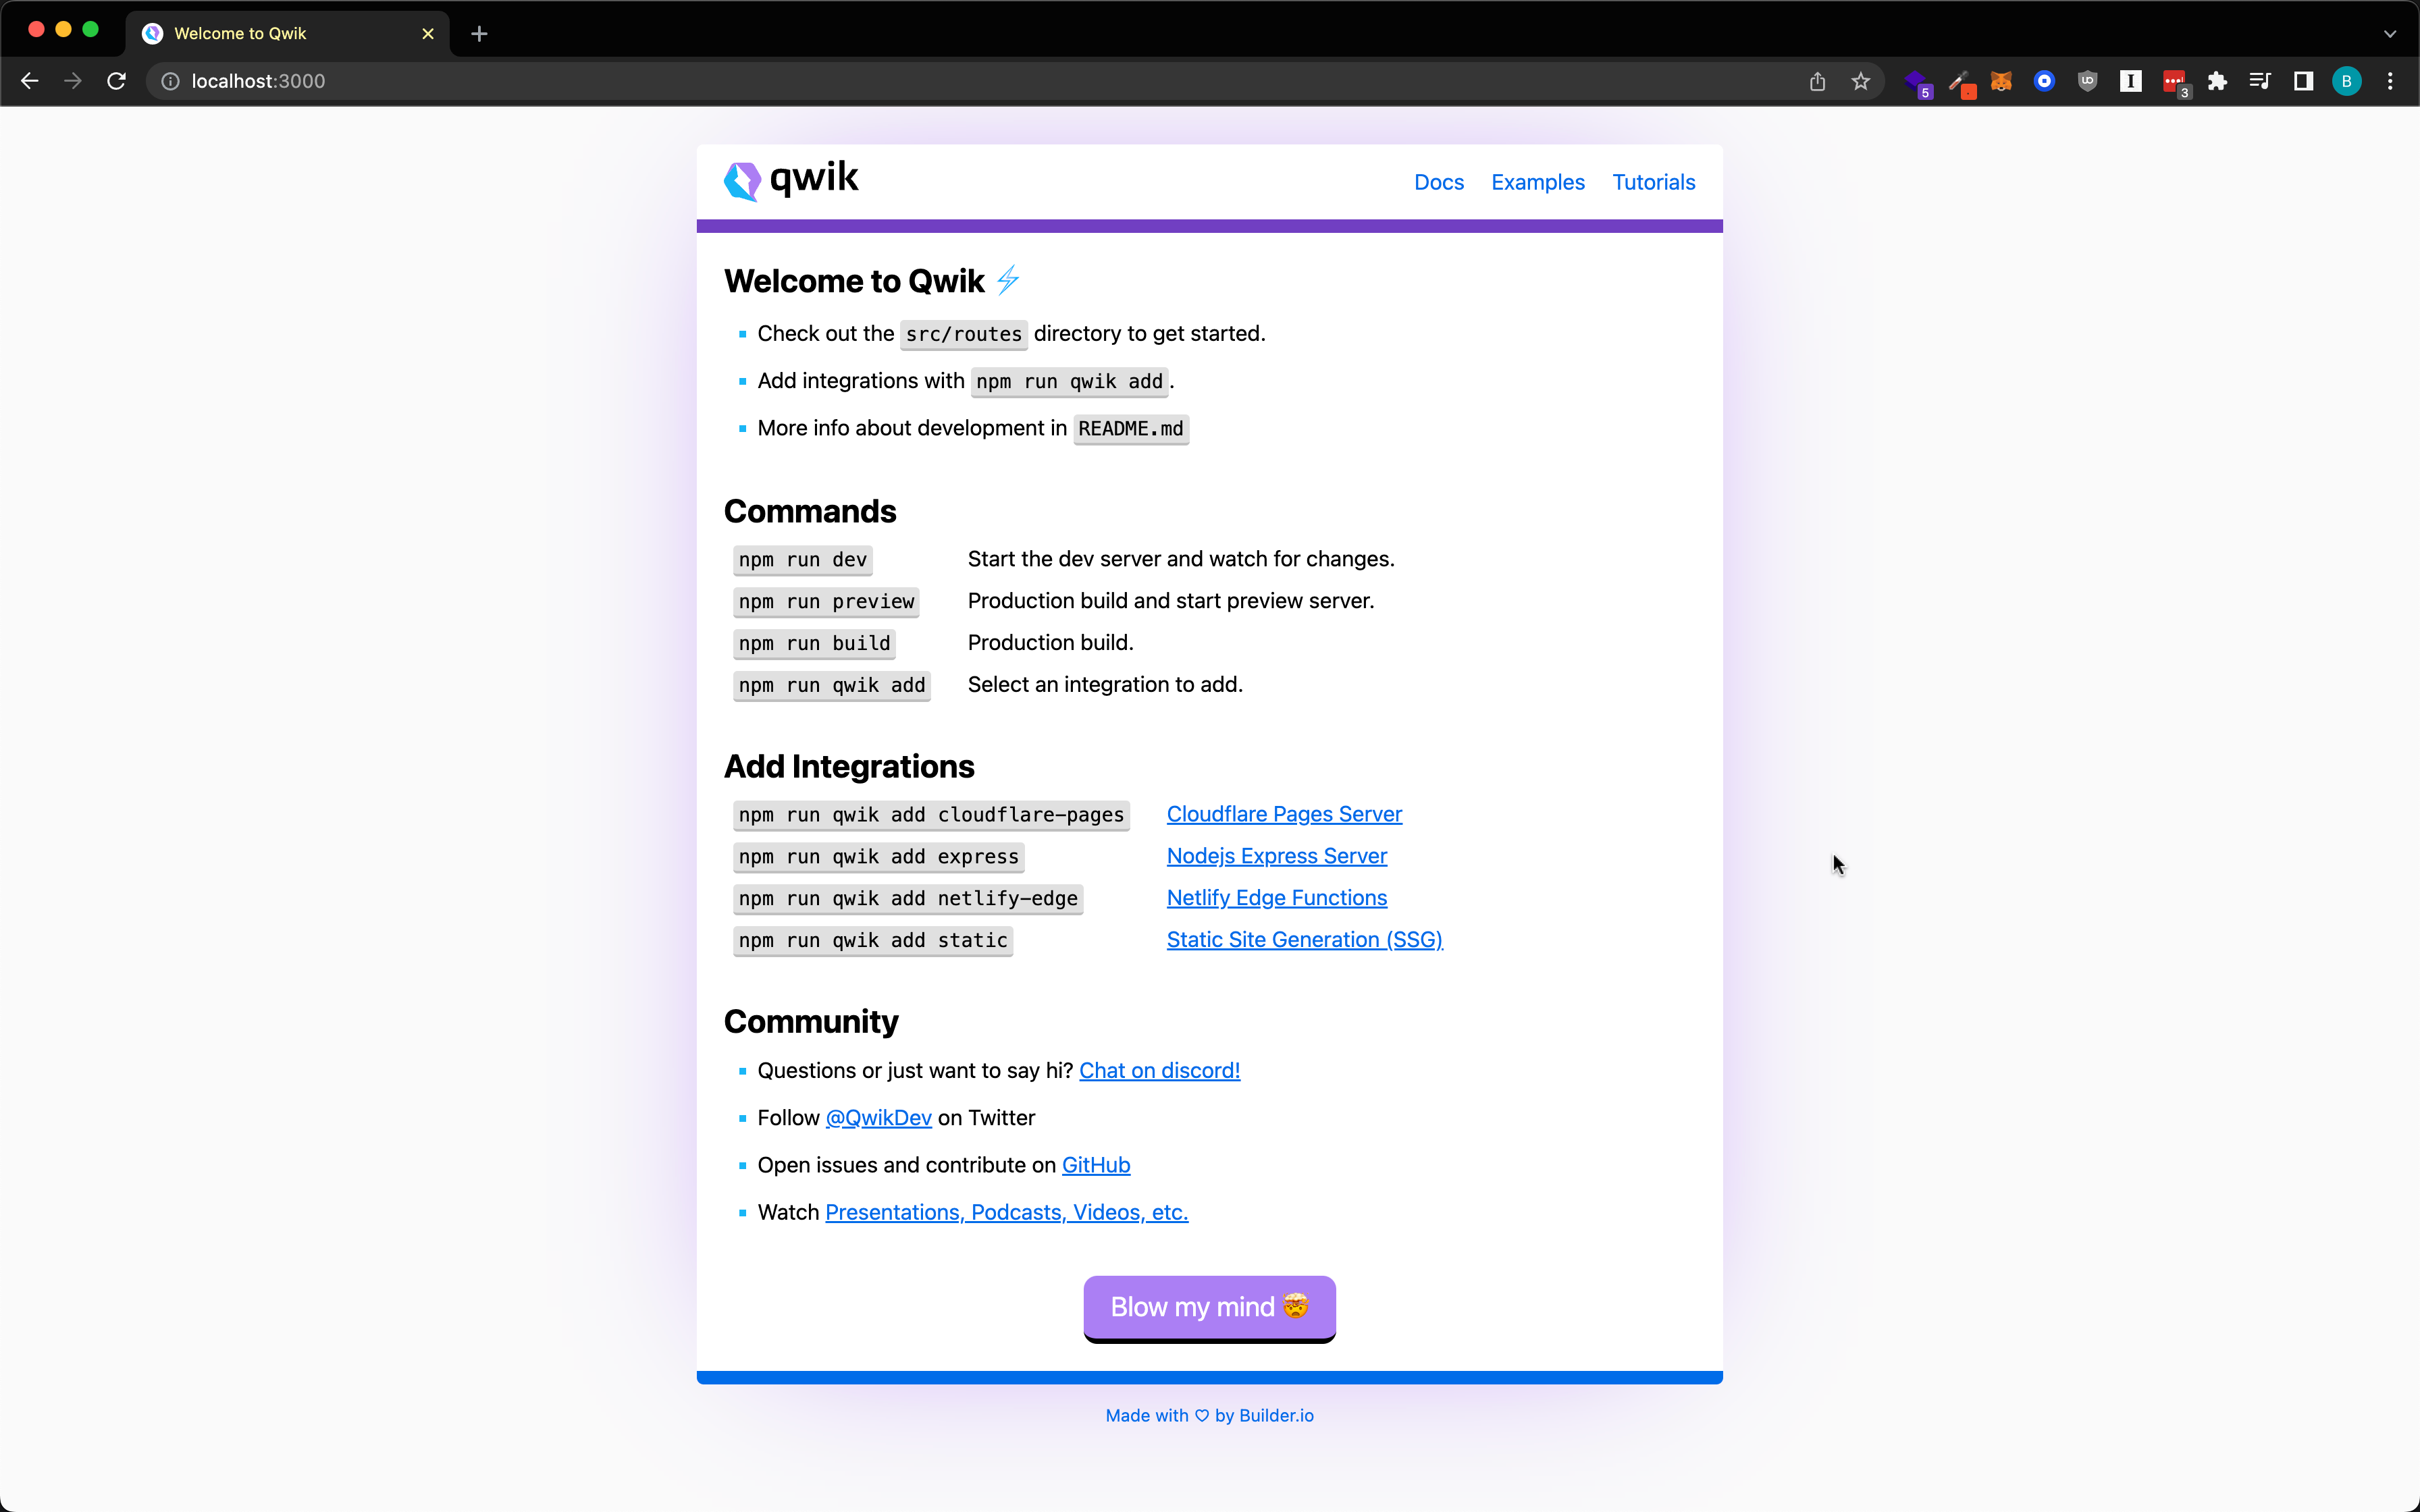 Welcome to Qwik
localhost:3000
5
3
B
qwik
Docs Examples Tutorials
Welcome to Qwik ⚡
Check out the src/routes directory to get started.
Add integrations with npm run qwik add.
More info about development in README.md
Commands
npm run dev Start the dev server and watch for changes.
npm run preview Production build and start preview server.
npm run build Production build.
npm run qwik add Select an integration to add.
Add Integrations
npm run qwik add cloudflare-pages Cloudflare Pages Server
npm run qwik add express Nodejs Express Server
npm run qwik add netlify-edge Netlify Edge Functions
npm run qwik add static Static Site Generation (SSG)
Community
Questions or just want to say hi? Chat on discord!
Follow @QwikDev on Twitter
Open issues and contribute on GitHub
Watch Presentations, Podcasts, Videos, etc.
Blow my mind 🤯
Made with ♡ by Builder.io